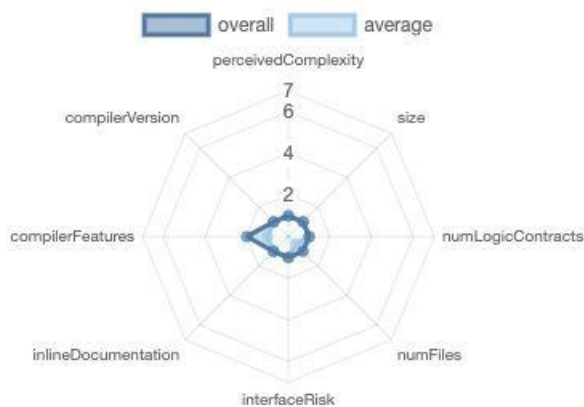 overall average
perceivedComplexity
7
6
4
2
compilerVersion size
compilerFeatures numLogicContracts
inlineDocumentation numFiles
interfaceRisk